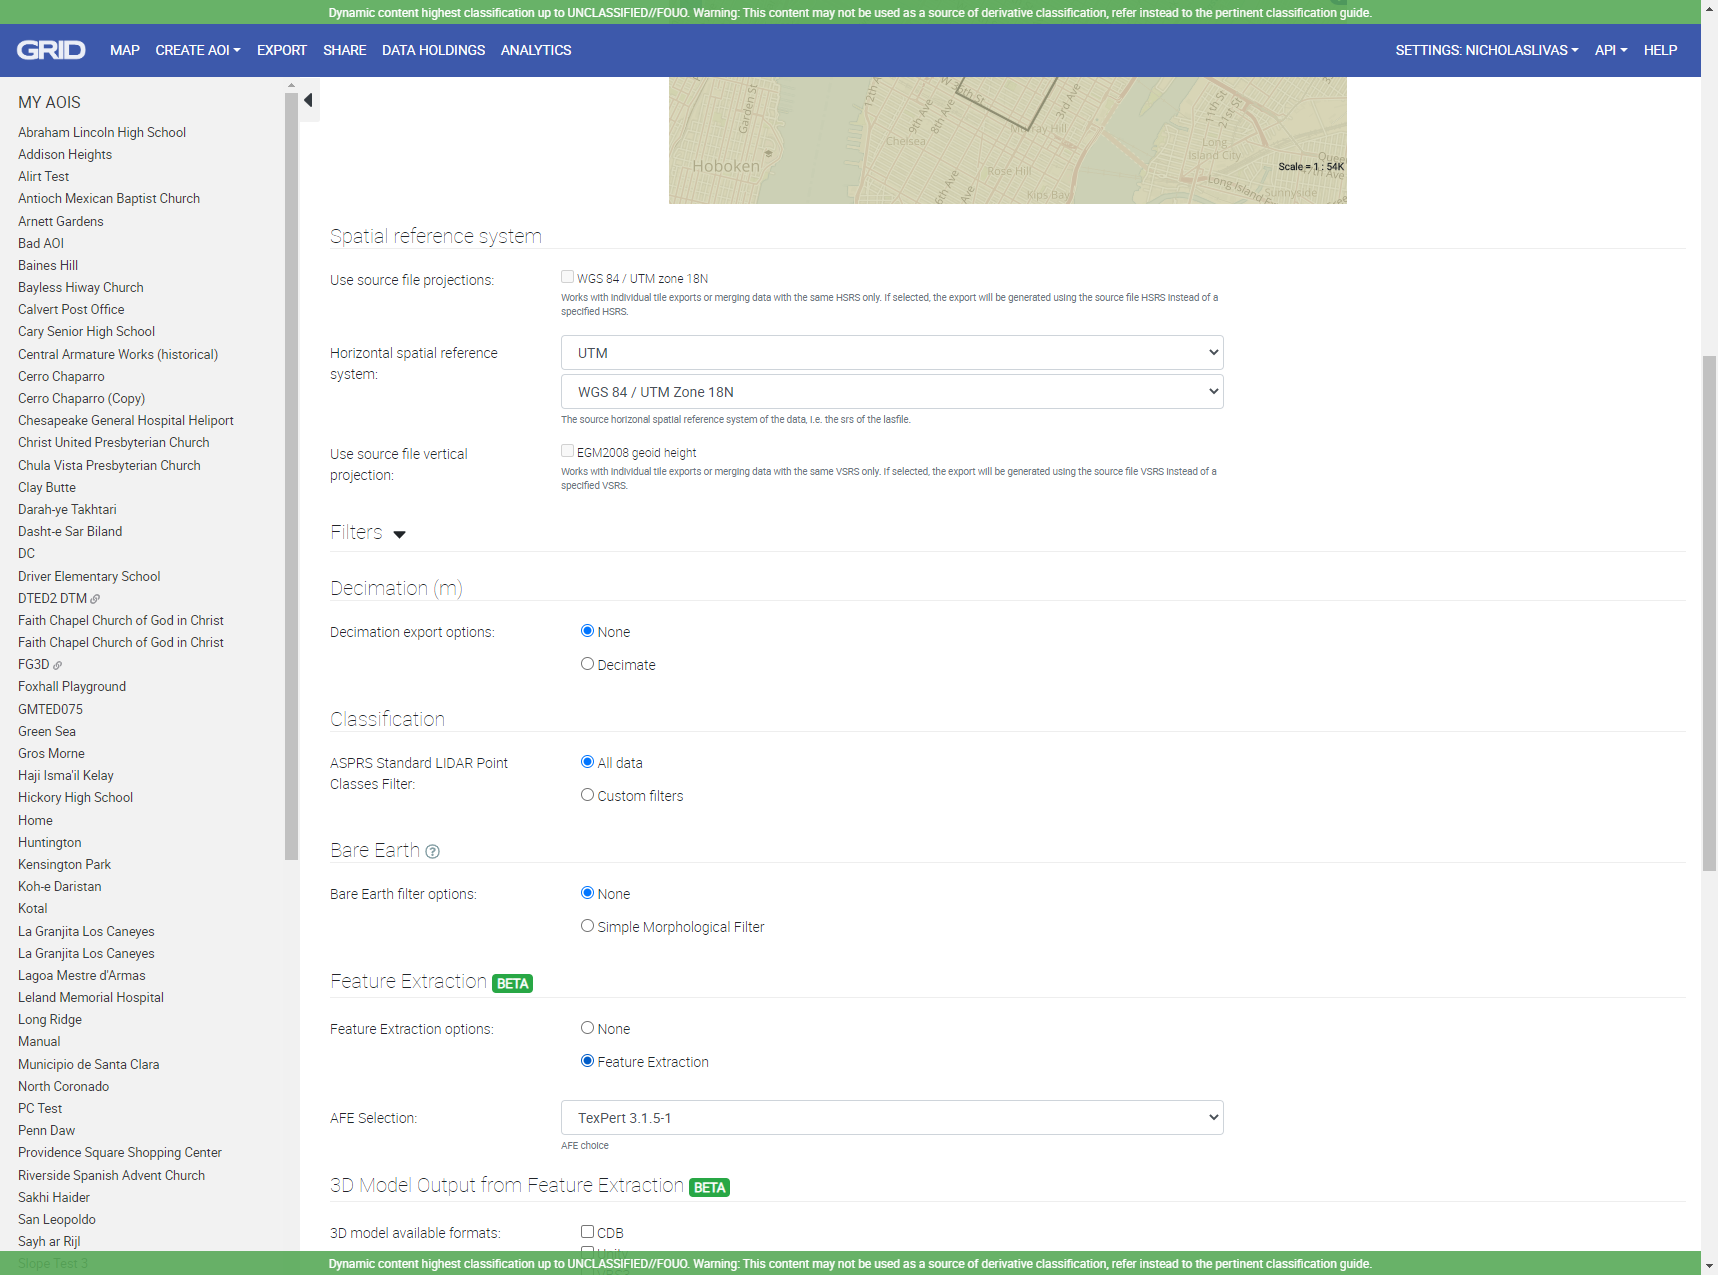 Dynamic content highest classification up to UNCLASSIFIED//FOUO. Warning: This content may not be used as a source of derivative classification, refer instead to the pertinent classification guide.
GRID MAP CREATE AOI EXPORT SHARE DATA HOLDINGS ANALYTICS SETTINGS: NICHOLASLIVAS API HELP
MY AOIS
Abraham Lincoln High School
Addison Heights
Alirt Test
Antioch Mexican Baptist Church
Arnett Gardens
Bad AOI
Baines Hill
Bayless Hiway Church
Calvert Post Office
Cary Senior High School
Central Armature Works (historical)
Cerro Chaparro
Cerro Chaparro (Copy)
Chesapeake General Hospital Heliport
Christ United Presbyterian Church
Chula Vista Presbyterian Church
Clay Butte
Darah-ye Takhtari
Dasht-e Sar Biland
DC
Driver Elementary School
DTED2 DTM
Faith Chapel Church of God in Christ
Faith Chapel Church of God in Christ
FG3D
Foxhall Playground
GMTED075
Green Sea
Gros Morne
Haji Isma'il Kelay
Hickory High School
Home
Huntington
Kensington Park
Koh-e Daristan
Kotal
La Granjita Los Caneyes
La Granjita Los Caneyes
Lagoa Mestre d'Armas
Leland Memorial Hospital
Long Ridge
Manual
Municipio de Santa Clara
North Coronado
PC Test
Penn Daw
Providence Square Shopping Center
Riverside Spanish Advent Church
Sakhi Haider
San Leopoldo
Sayh ar Rijl
Slope Test 3
Garden St
12th Ave
9th Ave
8th Ave
W 35th St
3rd Ave
Murray Hill
Chelsea
Hoboken
Rose Hill
Kips Bay
6th Ave
Ave
11th St
21st St
Long
Island City
Scale = 1 : 54K
47th Ave
Sunnyside
Spatial reference system
Use source file projections:
WGS 84 / UTM zone 18N
Works with individual tile exports or merging data with the same HSRS only. If selected, the export will be generated using the source file HSRS instead of a
specified HSRS.
Horizontal spatial reference
system:
UTM
WGS 84 / UTM Zone 18N
The source horizonal spatial reference system of the data, i.e. the srs of the lasfile.
Use source file vertical
projection:
EGM2008 geoid height
Works with individual tile exports or merging data with the same VSRS only. If selected, the export will be generated using the source file VSRS instead of a
specified VSRS.
Filters
Decimation (m)
Decimation export options:
None
Decimate
Classification
ASPRS Standard LIDAR Point
Classes Filter:
All data
Custom filters
Bare Earth ?
Bare Earth filter options:
None
Simple Morphological Filter
Feature Extraction BETA
Feature Extraction options:
None
Feature Extraction
AFE Selection:
TexPert 3.1.5-1
AFE choice
3D Model Output from Feature Extraction BETA
3D model available formats:
CDB
Dynamic content highest classification up to UNCLASSIFIED//FOUO. Warning: This content may not be used as a source of derivative classification, refer instead to the pertinent classification guide.